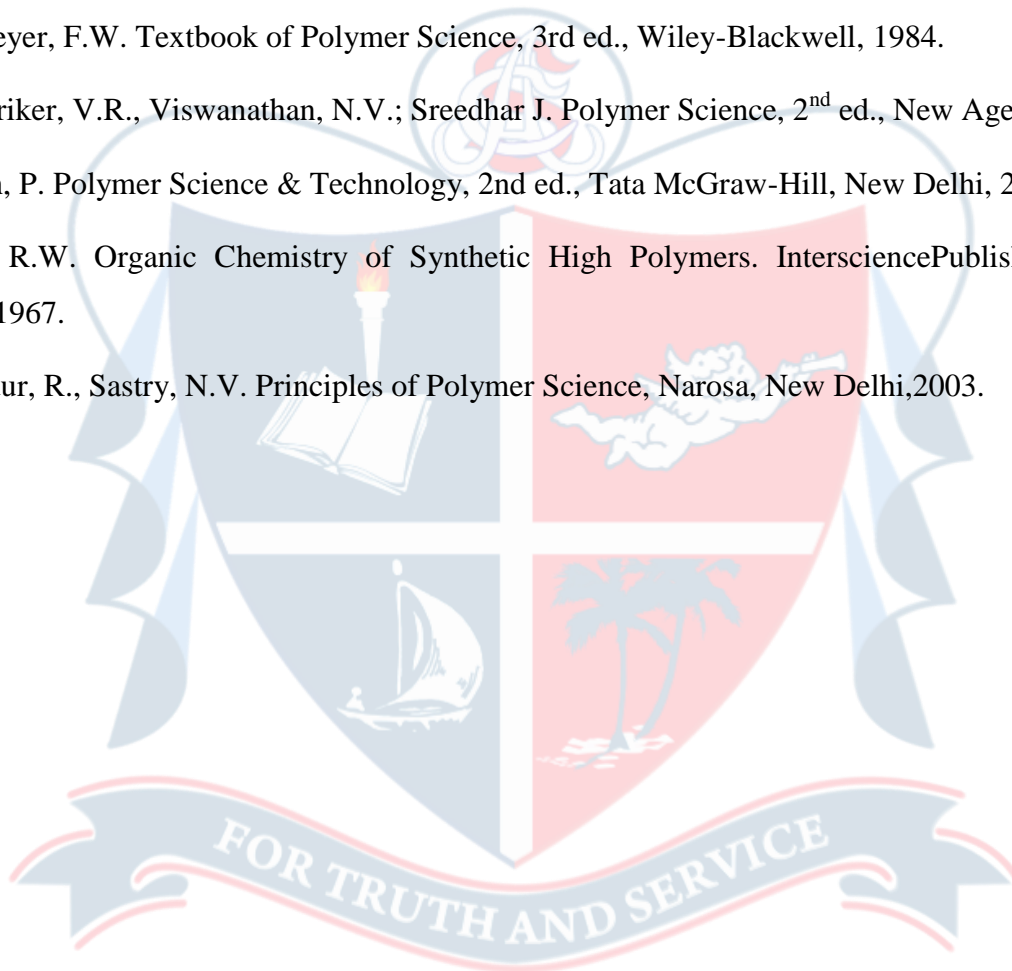 eyer, F.W. Textbook of Polymer Science, 3rd ed., Wiley-Blackwell, 1984.
riker, V.R., Viswanathan, N.V.; Sreedhar J. Polymer Science, 2nd ed., New Age
, P. Polymer Science & Technology, 2nd ed., Tata McGraw-Hill, New Delhi, 2
R.W. Organic Chemistry of Synthetic High Polymers. IntersciencePublis
1967.
ur, R., Sastry, N.V. Principles of Polymer Science, Narosa, New Delhi,2003.
FOR TRUTH AND SERVICE